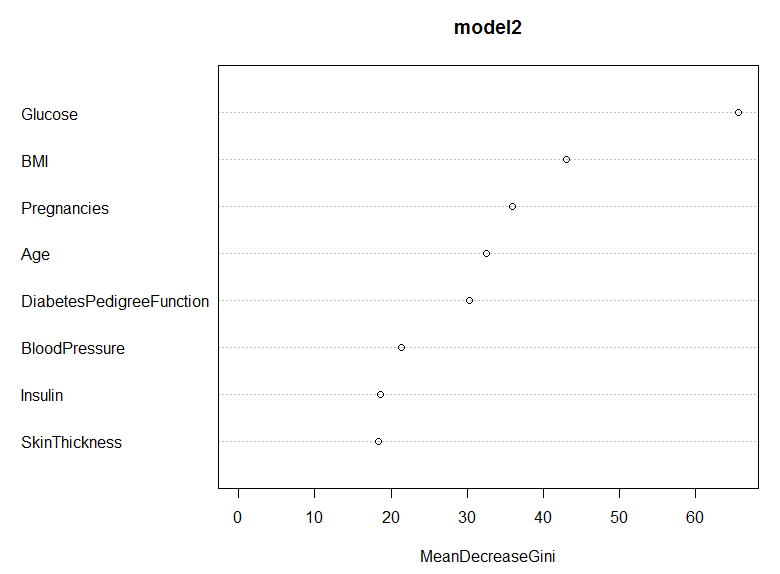 model2
Glucose
BMI
Pregnancies
Age
DiabetesPedigreeFunction
BloodPressure
Insulin
SkinThickness
0 10 20 30 40 50 60
MeanDecreaseGini